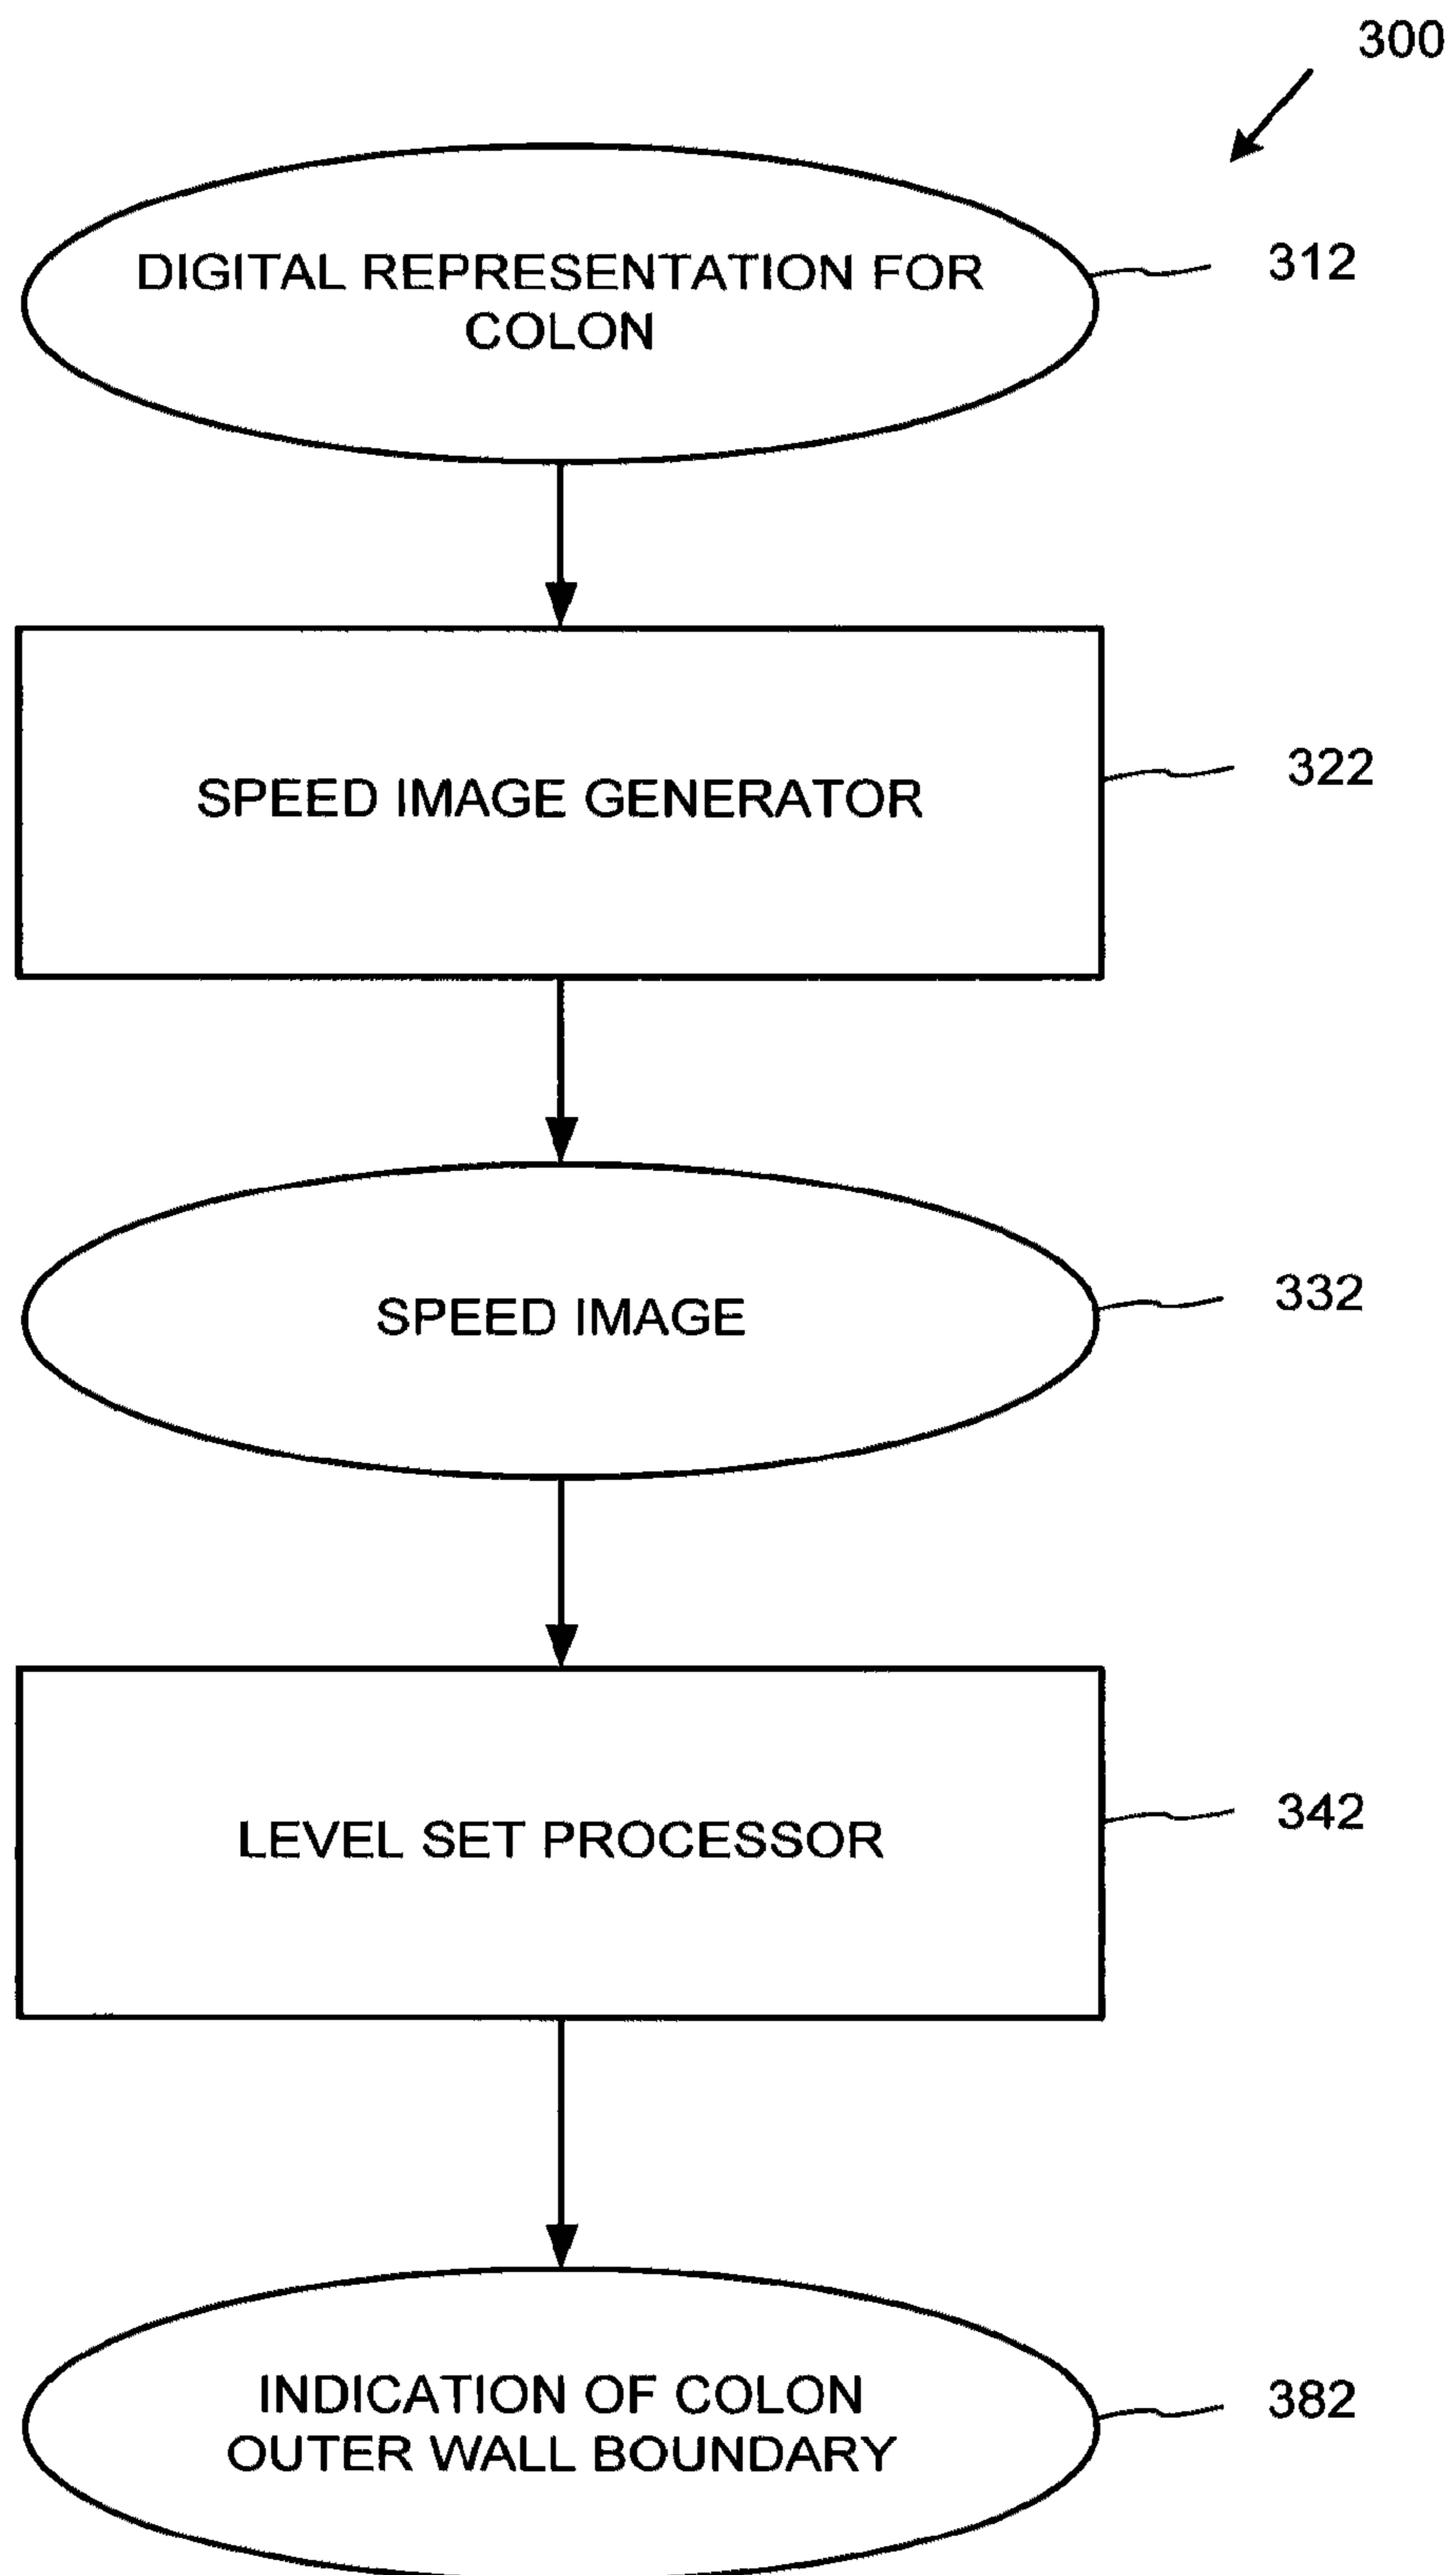 300
DIGITAL REPRESENTATION FOR
COLON
312
SPEED IMAGE GENERATOR
322
SPEED IMAGE
332
LEVEL SET PROCESSOR
342
INDICATION OF COLON
OUTER WALL BOUNDARY
382